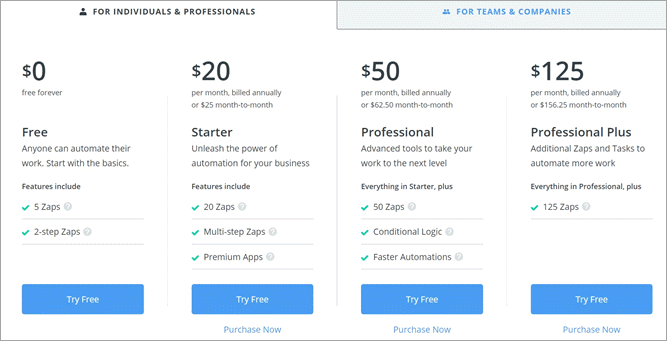 FOR INDIVIDUALS & PROFESSIONALS
FOR TEAMS & COMPANIES
$0
free forever
Free
Anyone can automate their
work. Start with the basics.
Features include
5 Zaps
2-step Zaps
Try Free
$20
per month, billed annually
or $25 month-to-month
Starter
Unleash the power of
automation for your business
Features include
20 Zaps
Multi-step Zaps
Premium Apps
Try Free
Purchase Now
$50
per month, billed annually
or $62.50 month-to-month
Professional
Advanced tools to take your
work to the next level
Everything in Starter, plus
50 Zaps
Conditional Logic
Faster Automations
Try Free
Purchase Now
$125
per month, billed annually
or $156.25 month-to-month
Professional Plus
Additional Zaps and Tasks to
automate more work
Everything in Professional, plus
125 Zaps
Try Free
Purchase Now